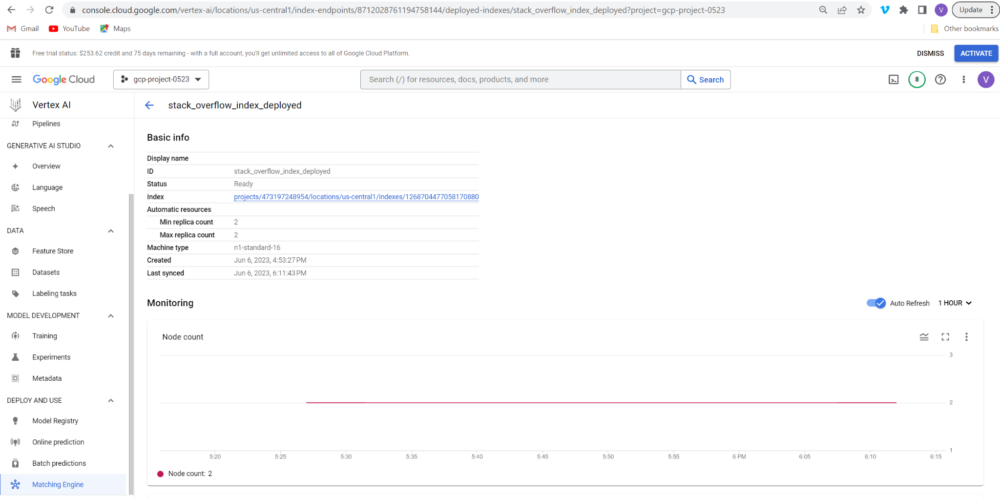 console.cloud.google.com/vertex-ai/locations/us-central1/index-endpoints/8712028761194758144/deployed-indexes/stack_overflow_index_deployed?project=gcp-project-0523
V
Update
Gmail
YouTube
Maps
Other bookmarks
Free trial status: $253.62 credit and 75 days remaining - with a full account, you'll get unlimited access to all of Google Cloud Platform.
DISMISS
ACTIVATE
Google Cloud
gcp-project-0523
Search (/) for resources, docs, products, and more
Search
8
V
Vertex AI
Pipelines
GENERATIVE AI STUDIO
Overview
Language
Speech
DATA
Feature Store
Datasets
Labeling tasks
MODEL DEVELOPMENT
Training
Experiments
Metadata
DEPLOY AND USE
Model Registry
Online prediction
Batch predictions
Matching Engine
stack_overflow_index_deployed
Basic info
Display name
ID stack_overflow_index_deployed
Status Ready
Index projects/473197248954/locations/us-central1/indexes/1268704477058170880
Automatic resources
Min replica count 2
Max replica count 2
Machine type n1-standard-16
Created Jun 6, 2023, 4:53:27 PM
Last synced Jun 6, 2023, 6:11:43 PM
Monitoring
Auto Refresh
1 HOUR
Node count
3
2
1
5:20 5:25 5:30 5:35 5:40 5:45 5:50 5:55 6 PM 6:05 6:10 6:15
Node count: 2